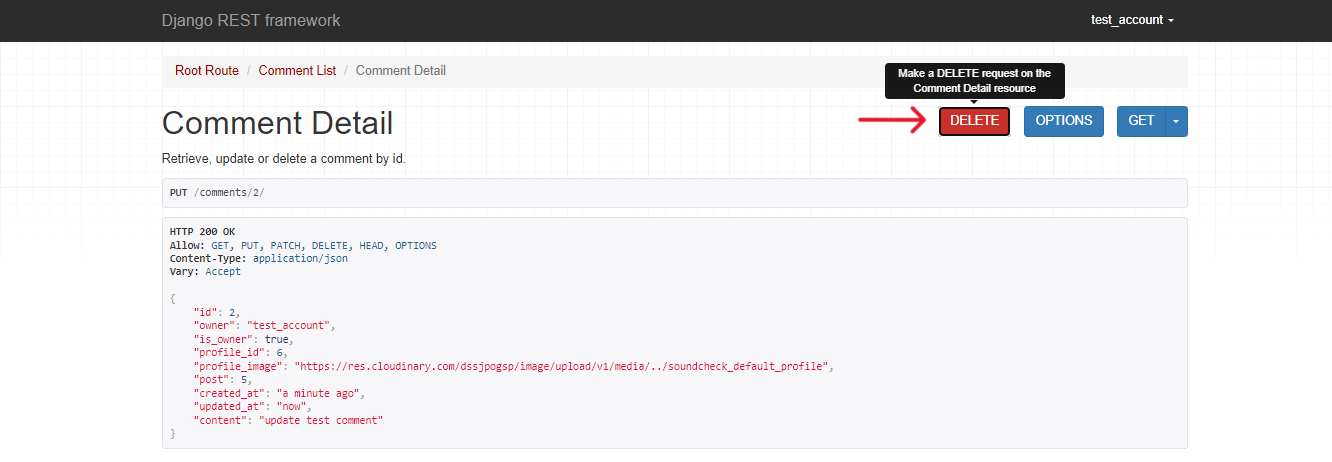 Django REST framework
test_account
Root Route / Comment List / Comment Detail
Make a DELETE request on the
Comment Detail resource
Comment Detail
DELETE
OPTIONS
GET
Retrieve, update or delete a comment by id.
PUT /comments/2/
HTTP 200 OK
Allow: GET, PUT, PATCH, DELETE, HEAD, OPTIONS
Content-Type: application/json
Vary: Accept
{
    "id": 2,
    "owner": "test_account",
    "is_owner": true,
    "profile_id": 6,
    "profile_image": "https://res.cloudinary.com/dssjpogsp/image/upload/v1/media/../soundcheck_default_profile",
    "post": 5,
    "created_at": "a minute ago",
    "updated_at": "now",
    "content": "update test comment"
}